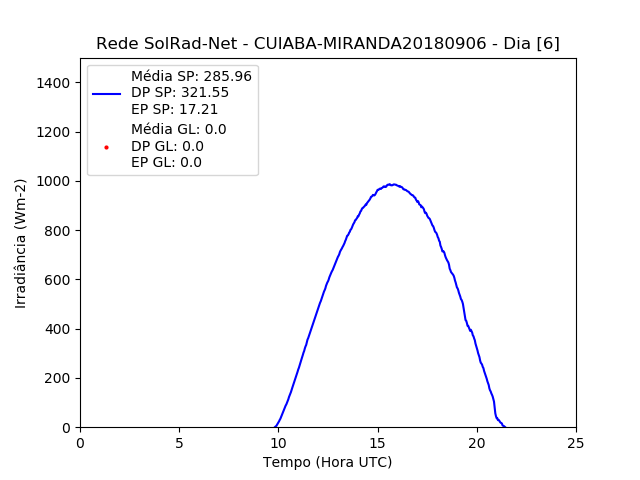 Rede SolRad-Net - CUIABA-MIRANDA20180906 - Dia [6]
Média SP: 285.96
DP SP: 321.55
EP SP: 17.21
Média GL: 0.0
DP GL: 0.0
EP GL: 0.0
Irradiância (Wm-2)
1400
1200
1000
800
600
400
200
0
0 5 10 15 20 25
Tempo (Hora UTC)